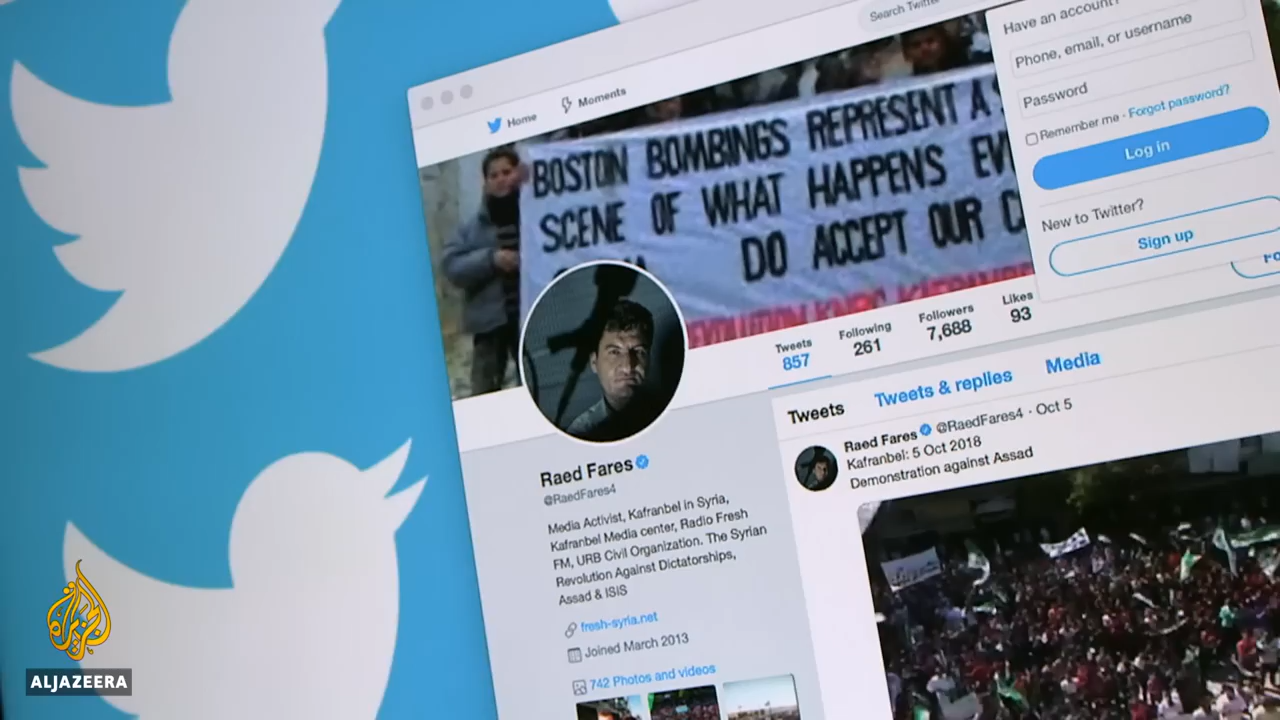 Search Twitter
Home
Moments
Have an account?
Phone, email, or username
Password
Remember me · Forgot password?
Log in
New to Twitter?
Sign up
BOSTON BOMBINGS REPRESENT A
SCENE OF WHAT HAPPENS
DO ACCEPT OUR
Tweets
857
Following
261
Followers
7,688
Likes
93
Tweets
Tweets & replies
Media
Raed Fares
@RaedFares4
Media Activist, Kafranbel in Syria,
Kafranbel Media center, Radio Fresh
FM, URB Civil Organization. The Syrian
Revolution Against Dictatorships,
Assad & ISIS
fresh-syria.net
Joined March 2013
742 Photos and videos
Raed Fares @RaedFares4 · Oct 5
Kafranbel: 5 Oct 2018
Demonstration against Assad
ALJAZEERA